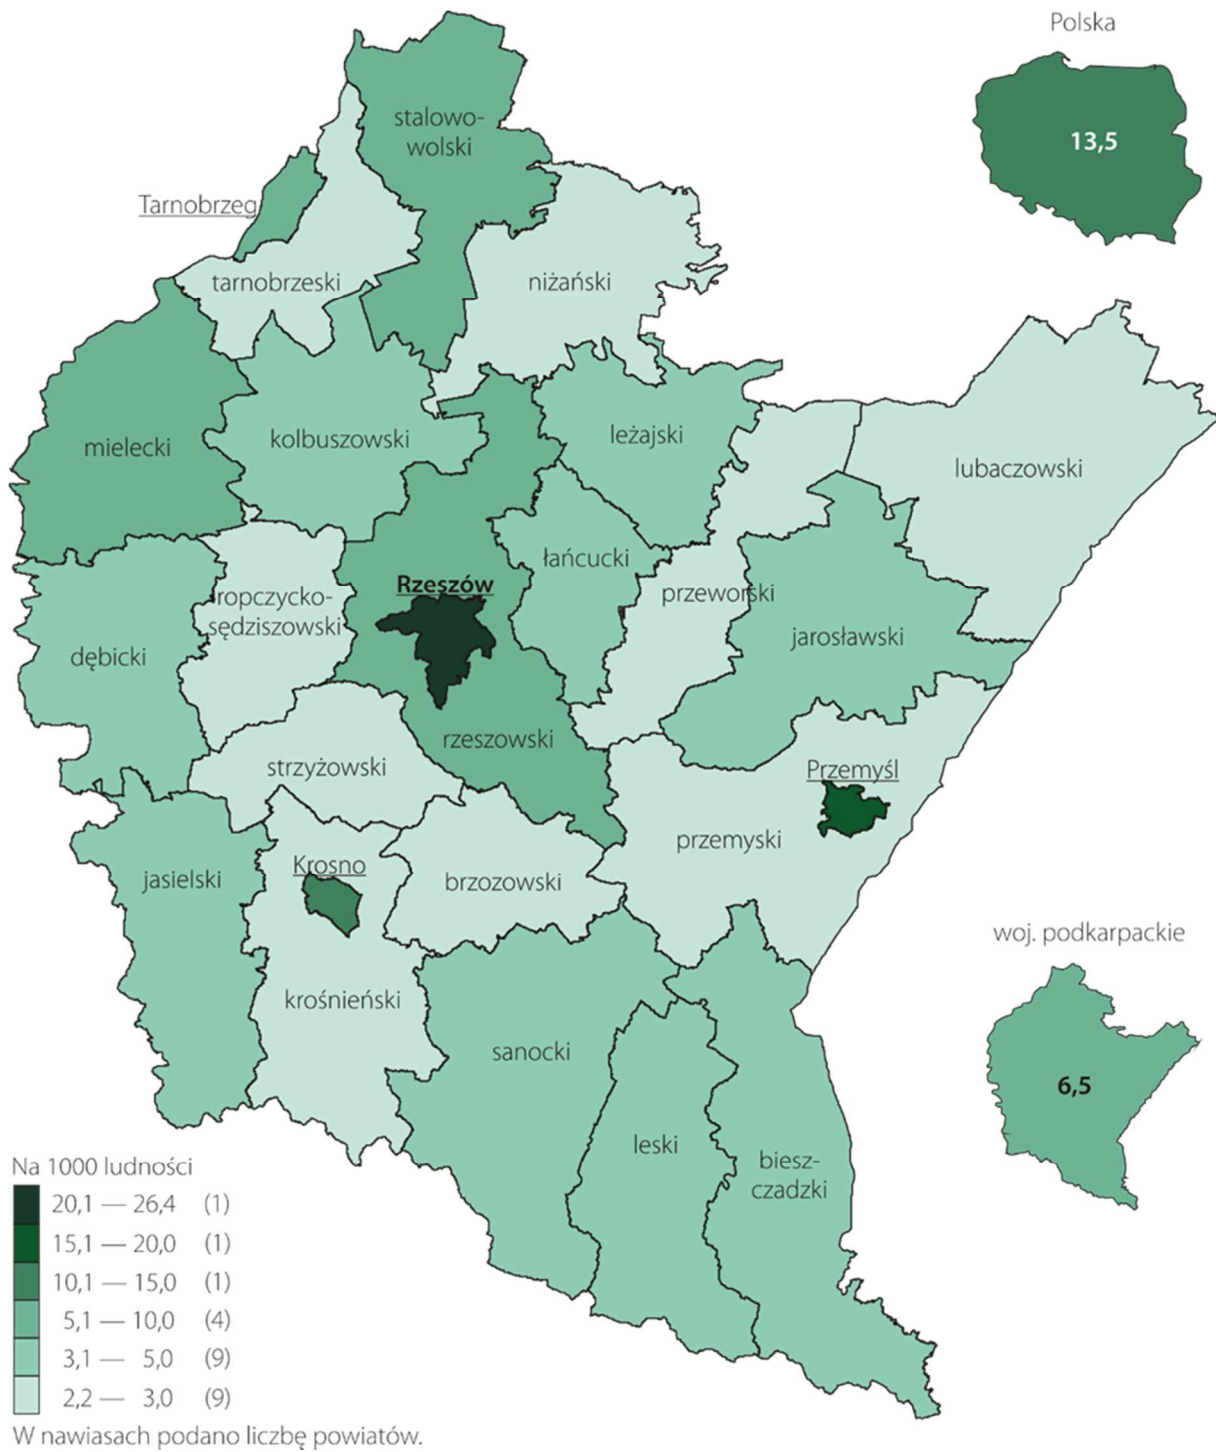 Polska
13,5
stalowo-
wolski
Tarnobrzeg
tarnobrzeski
niżański
mielecki
kolbuszowski
leżajski
lubaczowski
łańcucki
Rzeszów
ropczycko-
sędziszowski
przeworski
jarosławski
dębicki
rzeszowski
strzyżowski
Przemyśl
przemyski
jasielski
Krosno
brzozowski
woj. podkarpackie
6,5
krośnieński
sanocki
leski
biesz-
czadzki
Na 1000 ludności
20,1 — 26,4 (1)
15,1 — 20,0 (1)
10,1 — 15,0 (1)
5,1 — 10,0 (4)
3,1 — 5,0 (9)
2,2 — 3,0 (9)
W nawiasach podano liczbę powiatów.